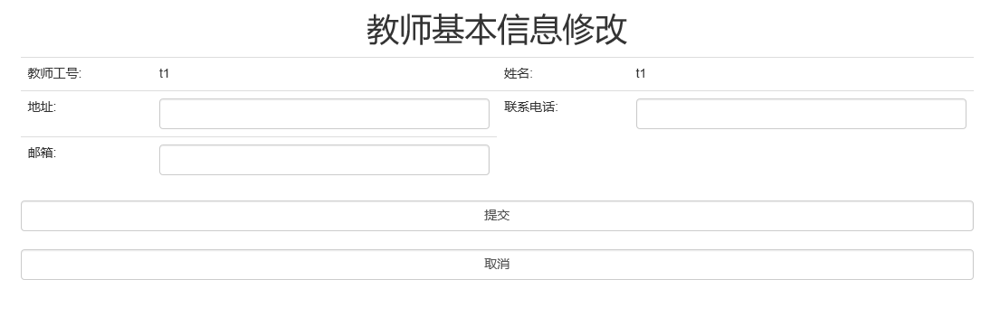 教师基本信息修改
教师工号: t1 姓名: t1
地址: 联系电话:
邮箱:
提交
取消